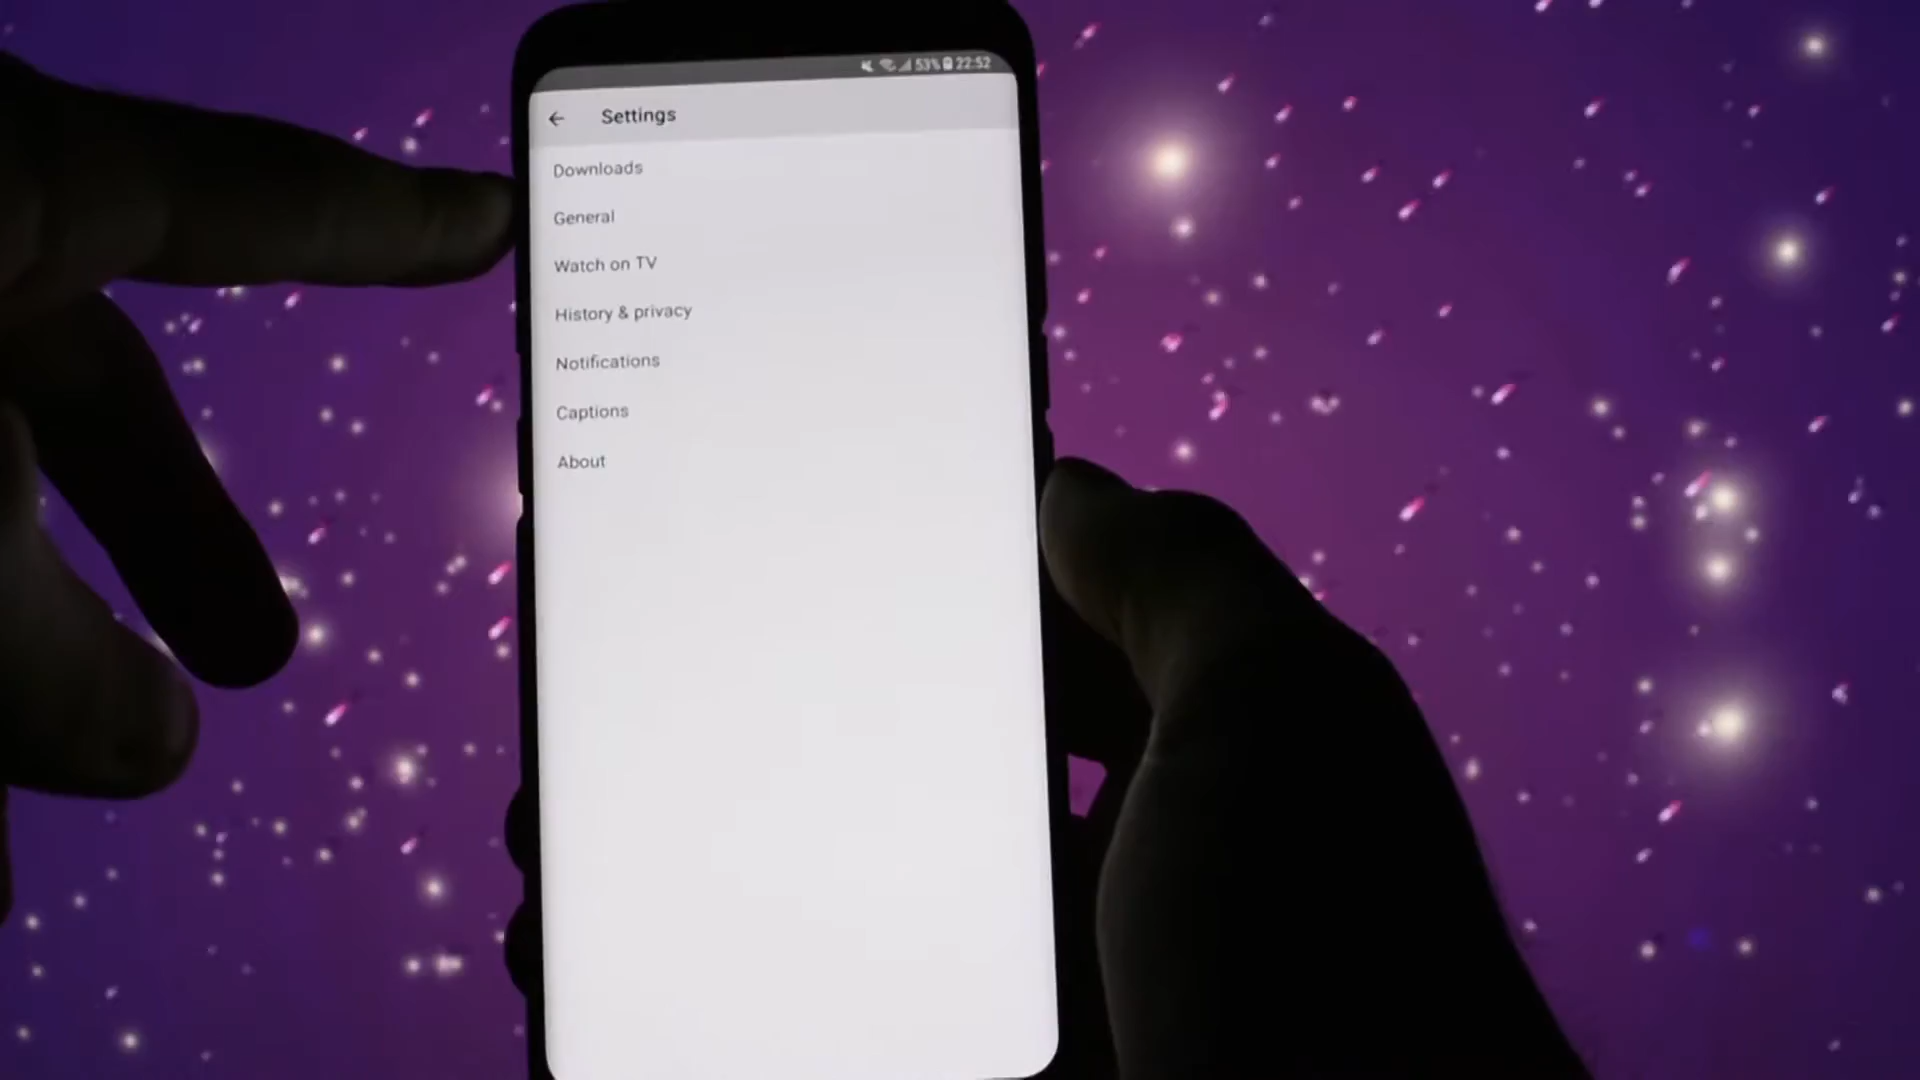 53% 22:52
Settings
Downloads
General
Watch on TV
History & privacy
Notifications
Captions
About